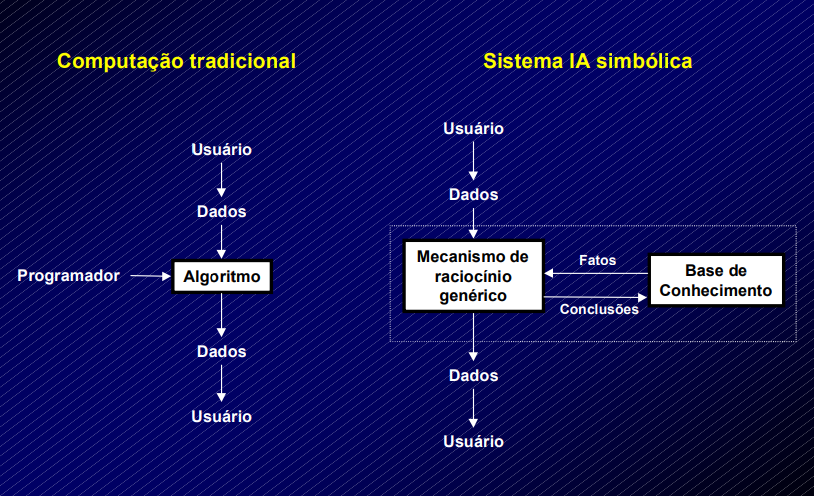 Computação tradicional
Usuário
Dados
Programador
Algoritmo
Dados
Usuário
Sistema IA simbólica
Usuário
Dados
Mecanismo de
raciocínio
genérico
Fatos
Conclusões
Base de
Conhecimento
Dados
Usuário